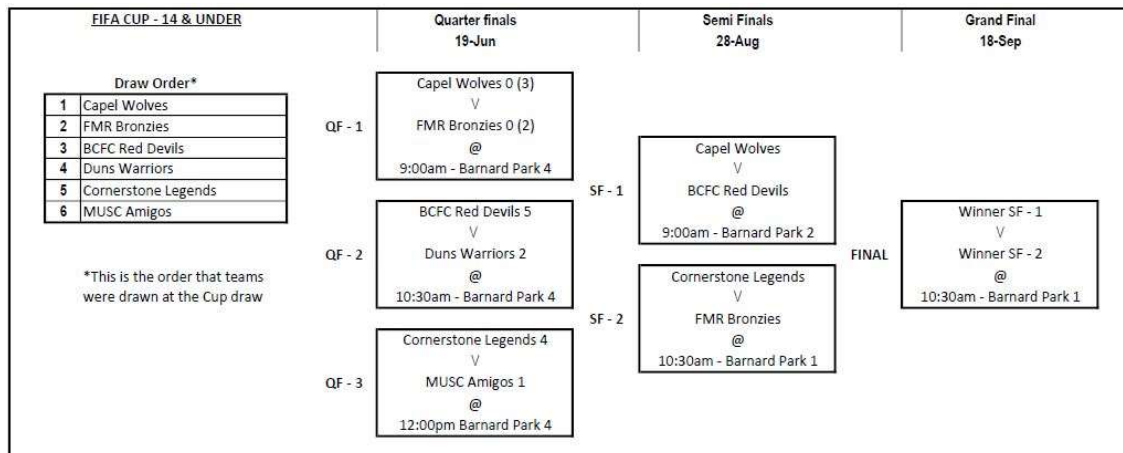 FIFA CUP - 14 & UNDER
Quarter finals
19-Jun
Semi Finals
28-Aug
Grand Final
18-Sep
Draw Order*
1 Capel Wolves
2 FMR Bronzies
3 BCFC Red Devils
4 Duns Warriors
5 Cornerstone Legends
6 MUSC Amigos
*This is the order that teams
were drawn at the Cup draw
QF - 1
Capel Wolves 0 (3)
V
FMR Bronzies 0 (2)
@
9:00am - Barnard Park 4
QF - 2
BCFC Red Devils 5
V
Duns Warriors 2
@
10:30am - Barnard Park 4
QF - 3
Cornerstone Legends 4
V
MUSC Amigos 1
@
12:00pm Barnard Park 4
SF - 1
Capel Wolves
V
BCFC Red Devils
@
9:00am - Barnard Park 2
SF - 2
Cornerstone Legends
V
FMR Bronzies
@
10:30am - Barnard Park 1
FINAL
Winner SF - 1
V
Winner SF - 2
@
10:30am - Barnard Park 1